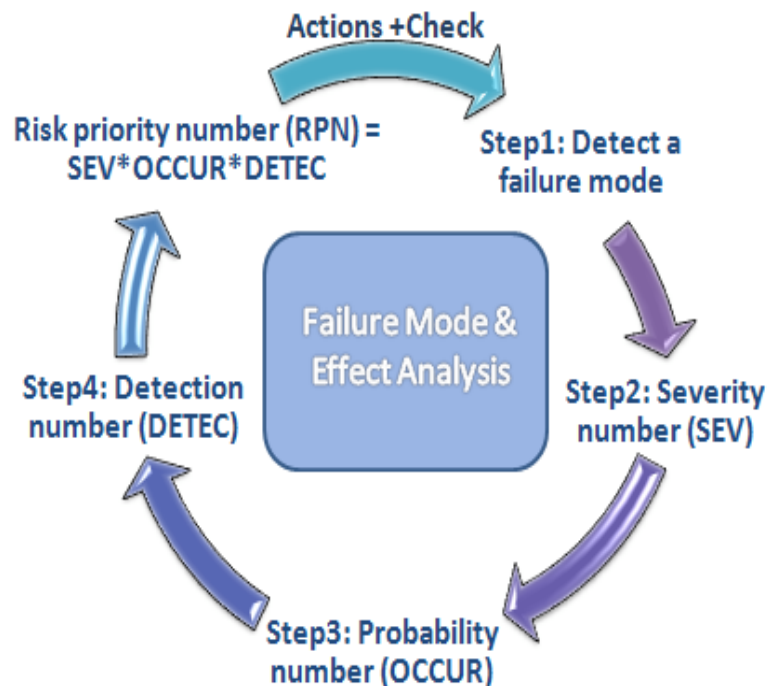 Actions +Check
Step1: Detect a
failure mode
Step2: Severity
number (SEV)
Step3: Probability
number (OCCUR)
Step4: Detection
number (DETEC)
Risk priority number (RPN) =
SEV*OCCUR*DETEC
Failure Mode &
Effect Analysis